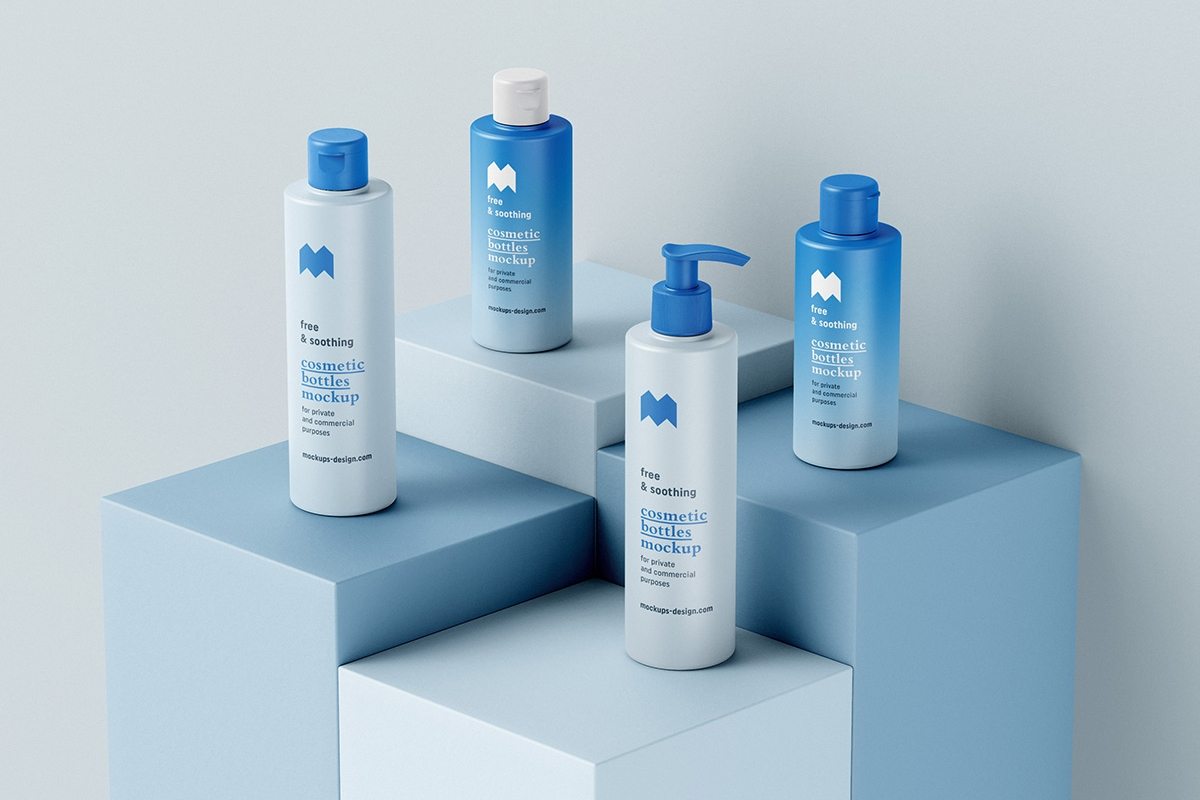 free
& soothing
cosmetic
bottles
mockup
for private
and commercial
purposes
mockups-design.com
free
& soothing
cosmetic
bottles
mockup
for private
and commercial
purposes
mockups-design.com
free
& soothing
cosmetic
bottles
mockup
for private
and commercial
purposes
mockups-design.com
free
& soothing
cosmetic
bottles
mockup
for private
and commercial
purposes
mockups-design.com